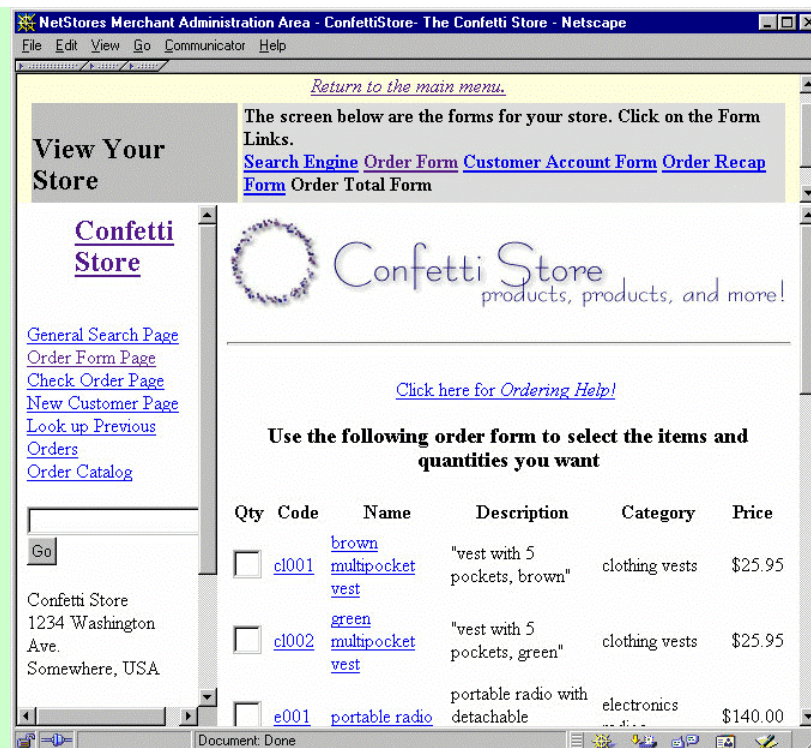 NetStores Merchant Administration Area - ConfettiStore- The Confetti Store - Netscape
File Edit View Go Communicator Help
Return to the main menu.
View Your
Store
The screen below are the forms for your store. Click on the Form
Links.
Search Engine Order Form Customer Account Form Order Recap
Form Order Total Form
Confetti
Store
General Search Page
Order Form Page
Check Order Page
New Customer Page
Look up Previous
Orders
Order Catalog
Go
Confetti Store
1234 Washington
Ave.
Somewhere, USA
Confetti Store
products, products, and more!
Click here for Ordering Help!
Use the following order form to select the items and
quantities you want
Qty Code Name Description Category Price
cl001 brown multipocket vest "vest with 5 pockets, brown" clothing vests $25.95
cl002 green multipocket vest "vest with 5 pockets, green" clothing vests $25.95
e001 portable radio portable radio with detachable electronics $140.00
Document: Done